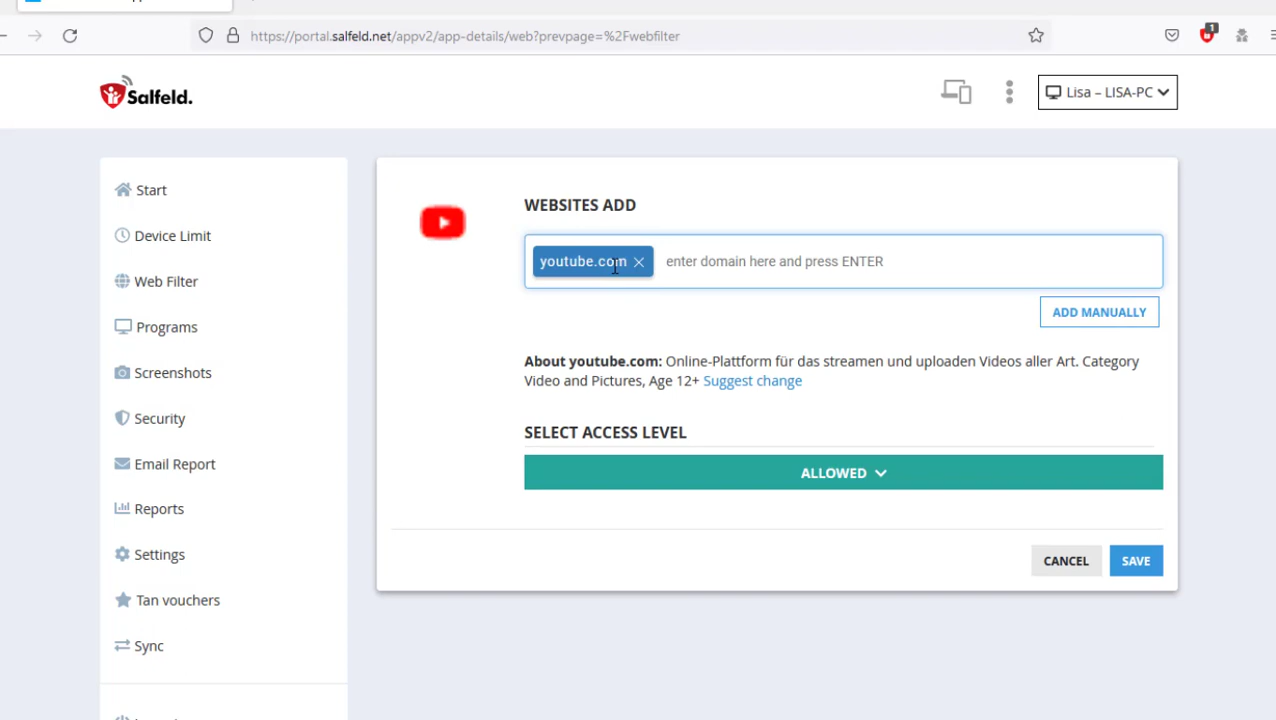 https://portal.salfeld.net/appv2/app-details/web?prevpage=%2Fwebfilter
1
Salfeld.
Lisa – LISA-PC
Start
Device Limit
Web Filter
Programs
Screenshots
Security
Email Report
Reports
Settings
Tan vouchers
Sync
WEBSITES ADD
youtube.com enter domain here and press ENTER
ADD MANUALLY
About youtube.com: Online-Plattform für das streamen und uploaden Videos aller Art. Category
Video and Pictures, Age 12+ Suggest change
SELECT ACCESS LEVEL
ALLOWED
CANCEL SAVE